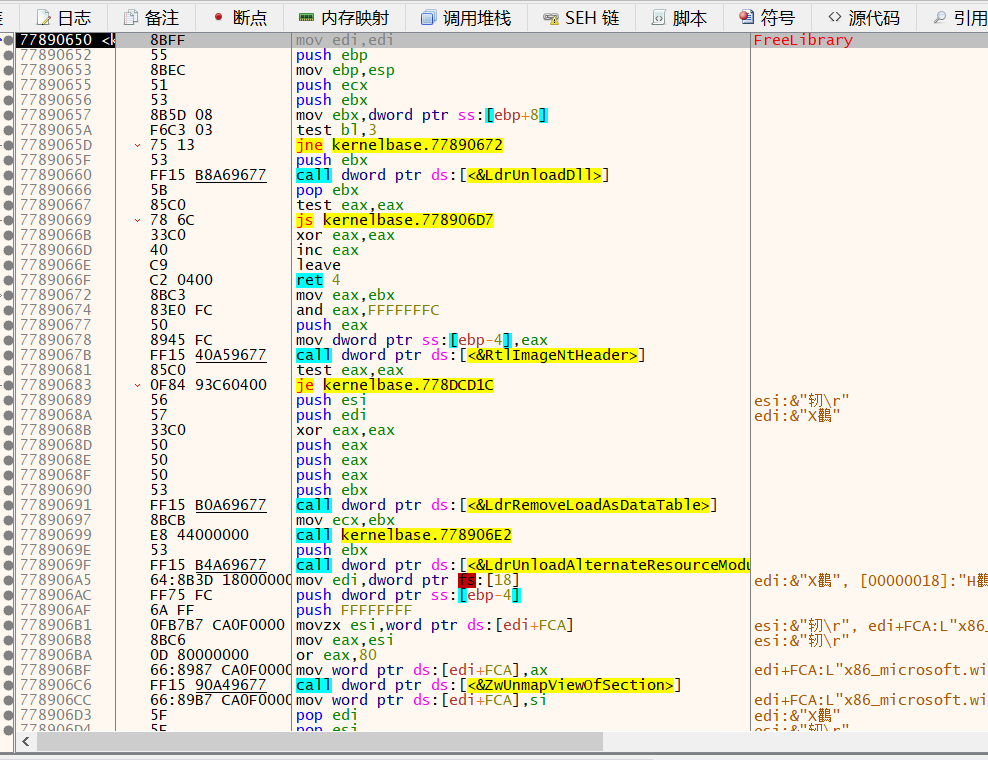 日志 备注 断点 内存映射 调用堆栈 SEH 链 脚本 符号 源代码 引用
77890650 <k 8BFF mov edi,edi FreeLibrary
77890652 55 push ebp
77890653 8BEC mov ebp,esp
77890655 51 push ecx
77890656 53 push ebx
77890657 8B5D 08 mov ebx,dword ptr ss:[ebp+8]
7789065A F6C3 03 test bl,3
7789065D 75 13 jne kernelbase.77890672
7789065F 53 push ebx
77890660 FF15 B8A69677 call dword ptr ds:[<&LdrUnloadDll>]
77890666 5B pop ebx
77890667 85C0 test eax,eax
77890669 78 6C js kernelbase.778906D7
7789066B 33C0 xor eax,eax
7789066D 40 inc eax
7789066E C9 leave
7789066F C2 0400 ret 4
77890672 8BC3 mov eax,ebx
77890674 83E0 FC and eax,FFFFFFFC
77890677 50 push eax
77890678 8945 FC mov dword ptr ss:[ebp-4],eax
7789067B FF15 40A59677 call dword ptr ds:[<&RtlImageNtHeader>]
77890681 85C0 test eax,eax
77890683 0F84 93C60400 je kernelbase.778DCD1C
77890689 56 push esi esi:&"轫\r"
7789068A 57 push edi edi:&"X鸖"
7789068B 33C0 xor eax,eax
7789068D 50 push eax
7789068E 50 push eax
7789068F 50 push eax
77890690 53 push ebx
77890691 FF15 B0A69677 call dword ptr ds:[<&LdrRemoveLoadAsDataTable>]
77890697 8BCB mov ecx,ebx
77890699 E8 44000000 call kernelbase.778906E2
7789069E 53 push ebx
7789069F FF15 B4A69677 call dword ptr ds:[<&LdrUnloadAlternateResourceModu
778906A5 64:8B3D 18000000 mov edi,dword ptr fs:[18] edi:&"X鸖", [00000018]:"H鸖
778906AC FF75 FC push dword ptr ss:[ebp-4]
778906AF 6A FF push FFFFFFFF
778906B1 0FB7B7 CA0F0000 movzx esi,word ptr ds:[edi+FCA] esi:&"轫\r", edi+FCA:L"x86_
778906B8 8BC6 mov eax,esi esi:&"轫\r"
778906BA 0D 80000000 or eax,80
778906BF 66:8987 CA0F0000 mov word ptr ds:[edi+FCA],ax edi+FCA:L"x86_microsoft.wi
778906C6 FF15 90A49677 call dword ptr ds:[<&ZwUnmapViewOfSection>]
778906CC 66:89B7 CA0F0000 mov word ptr ds:[edi+FCA],si edi+FCA:L"x86_microsoft.wi
778906D3 5F pop edi edi:&"X鸖"
778906D4 5E pop esi esi:&"轫\r"